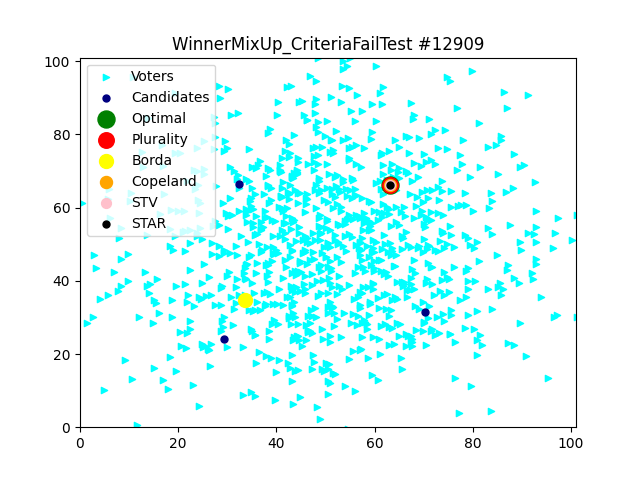 WinnerMixUp_CriteriaFailTest #12909
100
80
60
40
20
0
Voters
Candidates
Optimal
Plurality
Borda
Copeland
STV
STAR
0 20 40 60 80 100